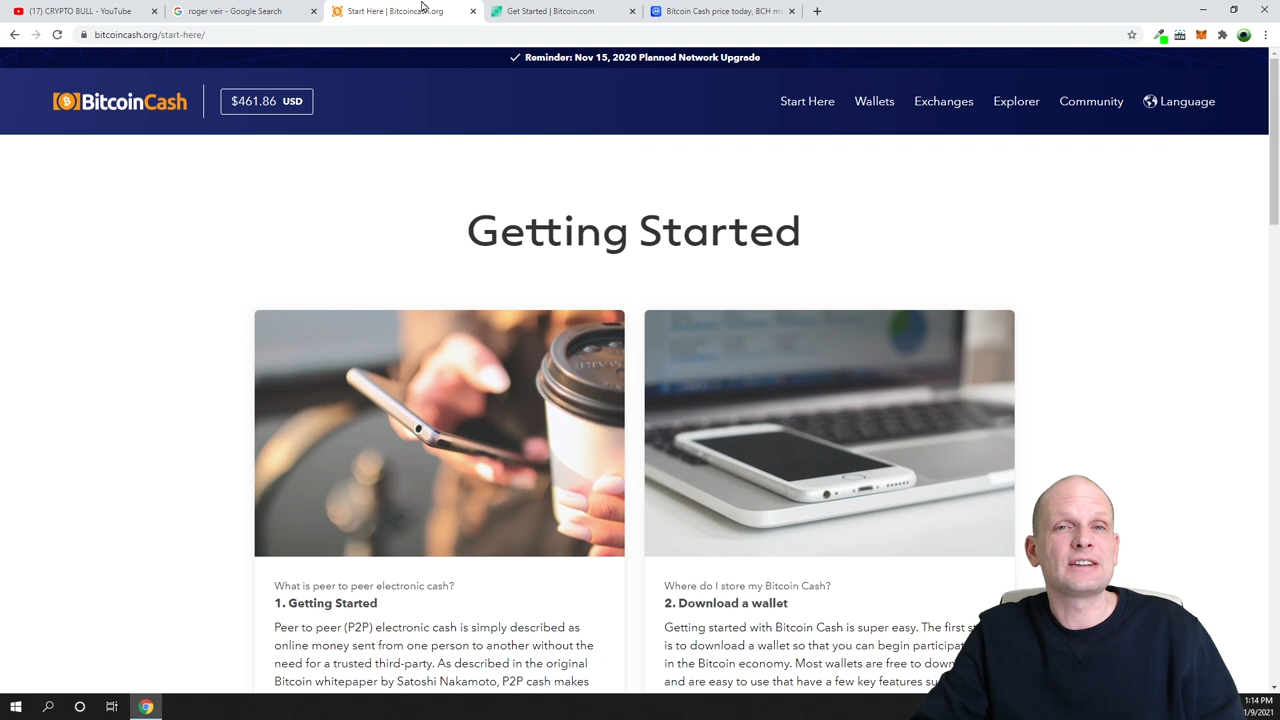 (17) CRYPTO BULL - YouTube
roger veir - Google Search
Start Here | Bitcoincash.org
Get Started | Bitcoin.com
Bitcoin Cash price today, BCH m
bitcoincash.org/start-here/
Reminder: Nov 15, 2020 Planned Network Upgrade
BitcoinCash
$461.86 USD
Start Here
Wallets
Exchanges
Explorer
Community
Language
Getting Started
What is peer to peer electronic cash?
1. Getting Started
Peer to peer (P2P) electronic cash is simply described as
online money sent from one person to another without the
need for a trusted third-party. As described in the original
Bitcoin whitepaper by Satoshi Nakamoto, P2P cash makes
Where do I store my Bitcoin Cash?
2. Download a wallet
Getting started with Bitcoin Cash is super easy. The first st
is to download a wallet so that you can begin participa
in the Bitcoin economy. Most wallets are free to down
and are easy to use that have a few key features su
1:14 PM
1/9/2021